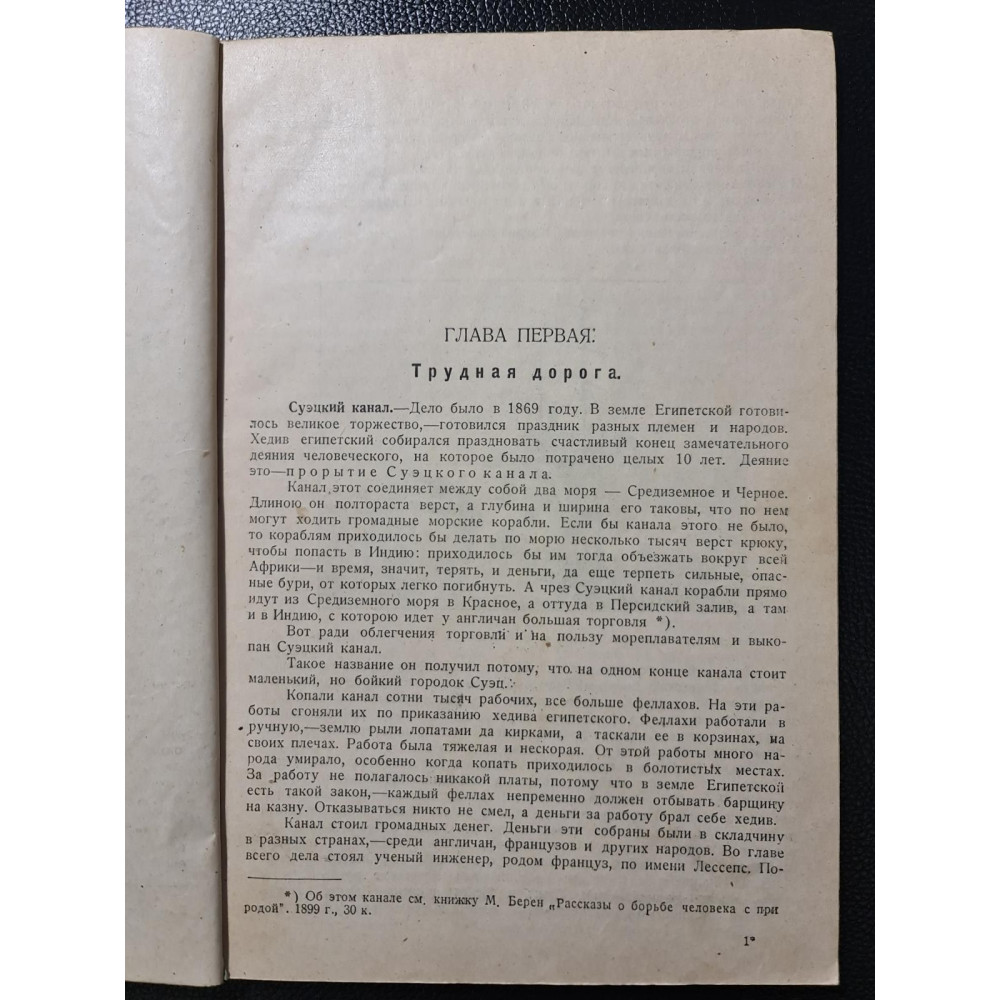 ГЛАВА ПЕРВАЯ:
Трудная дорога.
Суэцкий канал.—Дело было в 1869 году. В земле Египетской готови-
лось великое торжество,—готовился праздник разных племен и народов.
Хедив египетский собирался праздновать счастливый конец замечательного
деяния человеческого, на которое было потрачено целых 10 лет. Деяние
это—прорытие Суэцкого канала.
Канал этот соединяет между собой два моря — Средиземное и Черное.
Длиною он полтораста верст, а глубина и ширина его таковы, что по нем
могут ходить громадные морские корабли. Если бы канала этого не было,
то кораблям приходилось бы делать по морю несколько тысяч верст крюку,
чтобы попасть в Индию: приходилось бы им тогда объезжать вокруг всей
Африки—и время, значит, терять, и деньги, да еще терпеть сильные, опас-
ные бури, от которых легко погибнуть. А чрез Суэцкий канал корабли прямо
идут из Средиземного моря в Красное, а оттуда в Персидский залив, а там
и в Индию, с которою идет у англичан большая торговля *).
Вот ради облегчения торговли и на пользу мореплавателям и выко-
пан Суэцкий канал.
Такое название он получил потому, что на одном конце канала стоит
маленький, но бойкий городок Суэц.
Копали канал сотни тысяч рабочих, все больше феллахов. На эти ра-
боты сгоняли их по приказанию хедива египетского. Феллахи работали в
ручную,—землю рыли лопатами да кирками, а таскали ее в корзинах, на
своих плечах. Работа была тяжелая и нескорая. От этой работы много на-
рода умирало, особенно когда копать приходилось в болотистых местах.
За работу не полагалось никакой платы, потому что в земле Египетской
есть такой закон,—каждый феллах непременно должен отбывать барщину
на казну. Отказываться никто не смел, а деньги за работу брал себе хедив.
Канал стоил громадных денег. Деньги эти собраны были в складчину
в разных странах,—среди англичан, французов и других народов. Во главе
всего дела стоял ученый инженер, родом француз, по имени Лессепс. По-
*) Об этом канале см. книжку М. Берен „Рассказы о борьбе человека с при
родой". 1899 г., 30 к.
1*